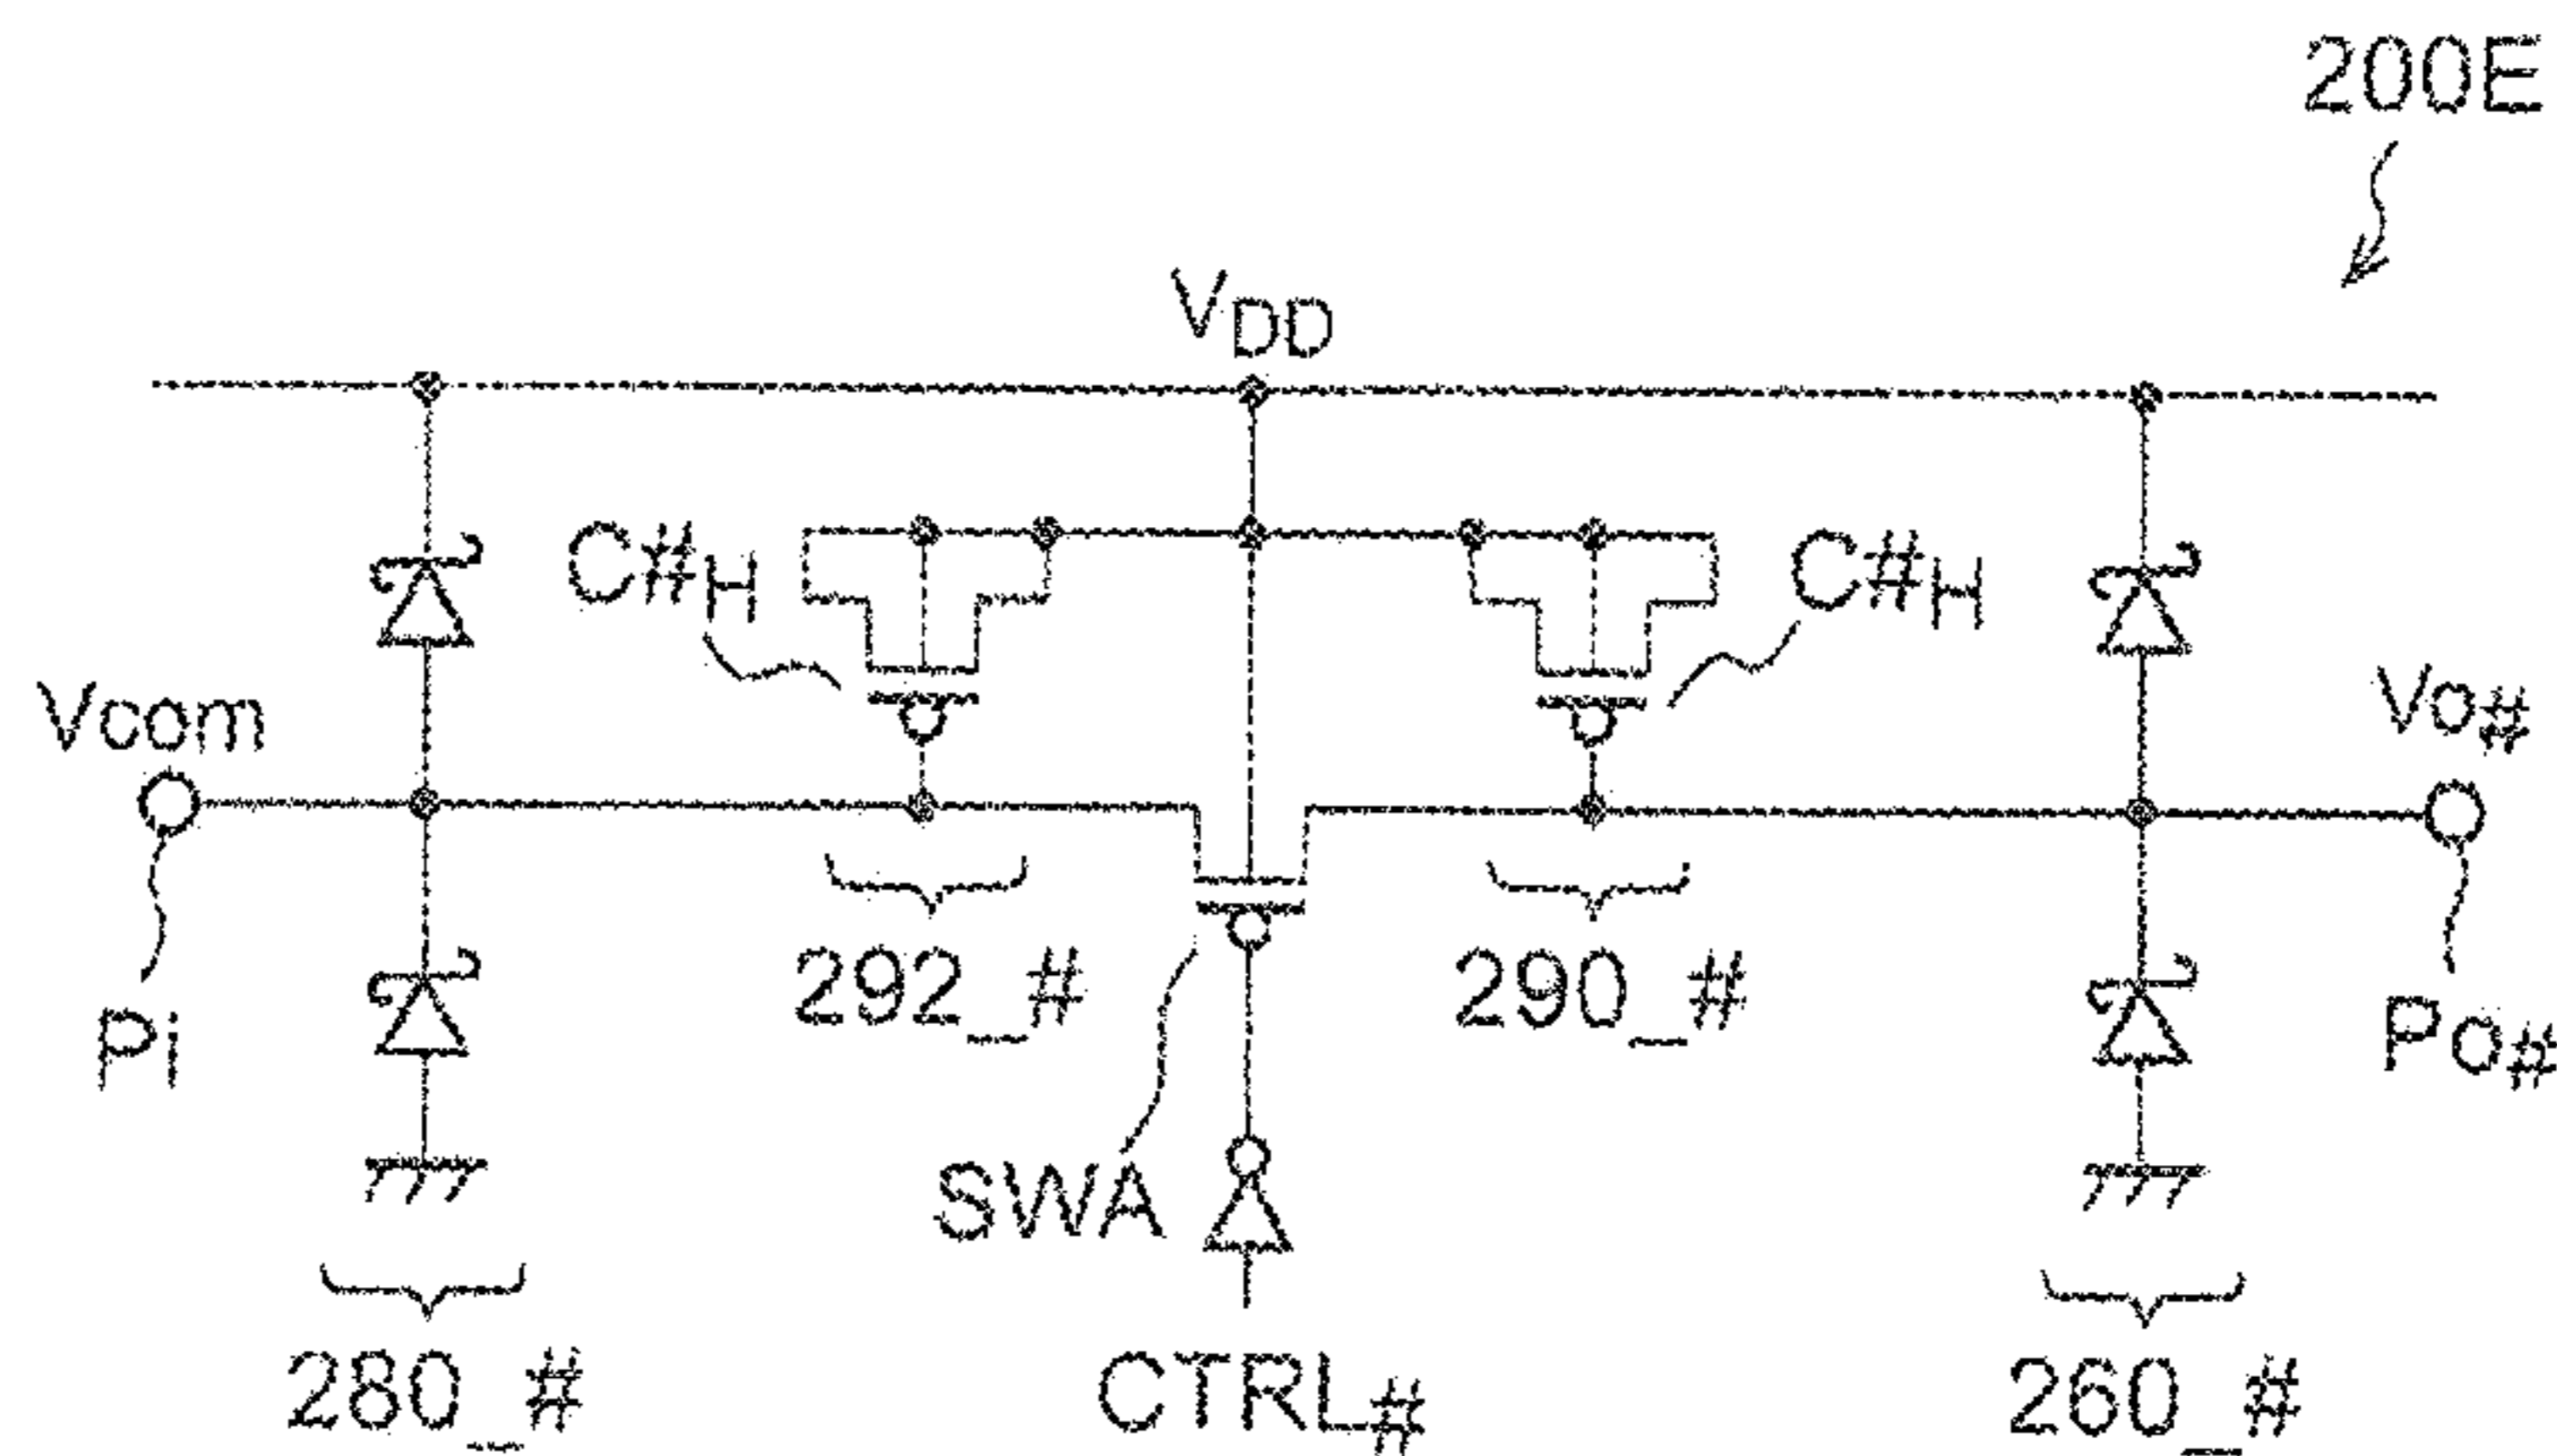 200E
VDD
C#H
C#H
Vcom
Vo#
Pi
292_#
290_#
Po#
SWA
280_#
CTRL#
260_#